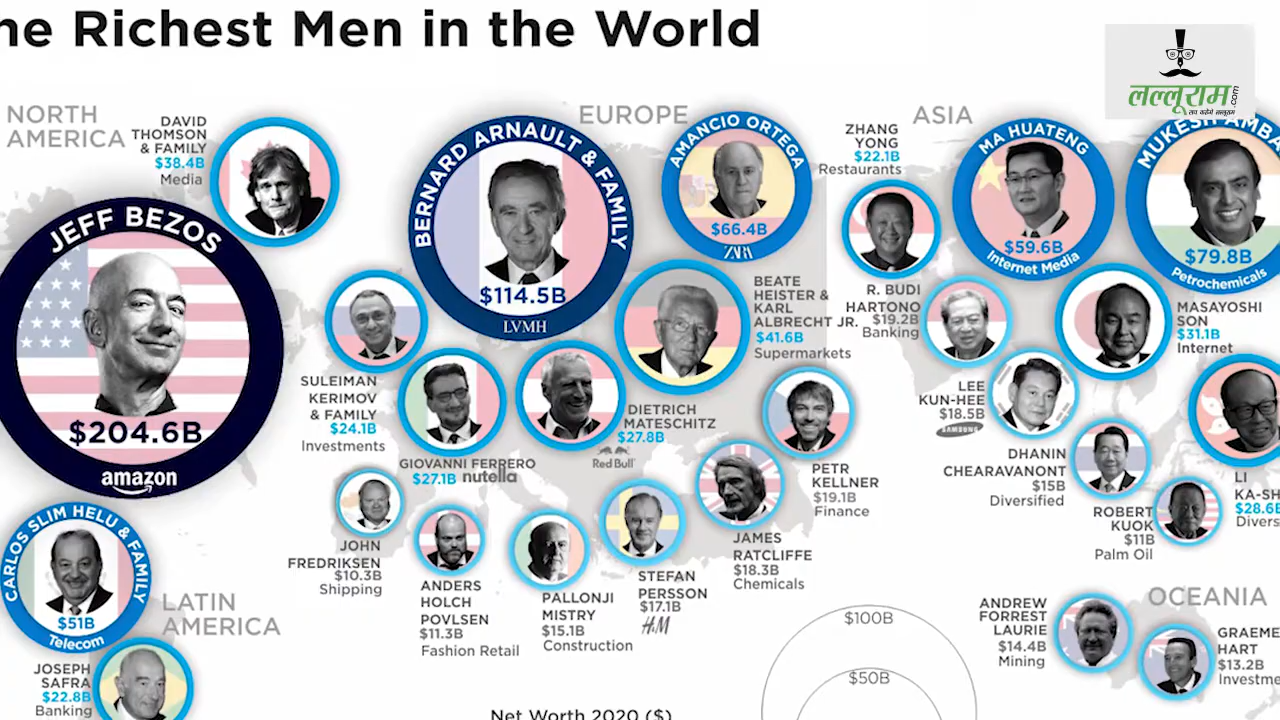 he Richest Men in the World
लल्लूराम.com
NORTH
AMERICA
DAVID
THOMSON
& FAMILY
$38.4B
Media
JEFF BEZOS
$204.6B
amazon
CARLOS SLIM HELU & FAMILY
$51B
Telecom
LATIN
AMERICA
JOSEPH
SAFRA
$22.8B
Banking
EUROPE
BERNARD ARNAULT & FAMILY
$114.5B
LVMH
AMANCIO ORTEGA
$66.4B
ZARA
BEATE
HEISTER &
KARL
ALBRECHT JR.
$41.6B
Supermarkets
SULEIMAN
KERIMOV
& FAMILY
$24.1B
Investments
GIOVANNI FERRERO
$27.1B nutella
DIETRICH
MATESCHITZ
$27.8B
Red Bull
PETR
KELLNER
$19.1B
Finance
JOHN
FREDRIKSEN
$10.3B
Shipping
ANDERS
HOLCH
POVLSEN
$11.3B
Fashion Retail
PALLONJI
MISTRY
$15.1B
Construction
STEFAN
PERSSON
$17.1B
H&M
JAMES
RATCLIFFE
$18.3B
Chemicals
ASIA
ZHANG
YONG
$22.1B
Restaurants
MA HUATENG
$59.6B
Internet Media
MUKESH AMBA
$79.8B
Petrochemicals
R. BUDI
HARTONO
$19.2B
Banking
MASAYOSHI
SON
$31.1B
Internet
LEE
KUN-HEE
$18.5B
SAMSUNG
DHANIN
CHEARAVANONT
$15B
Diversified
ROBERT
KUOK
$11B
Palm Oil
LI
KA-SH
$28.6B
Divers
OCEANIA
ANDREW
FORREST
LAURIE
$14.4B
Mining
GRAEME
HART
$13.2B
Investme
$100B
$50B
Net Worth 2020 ($)